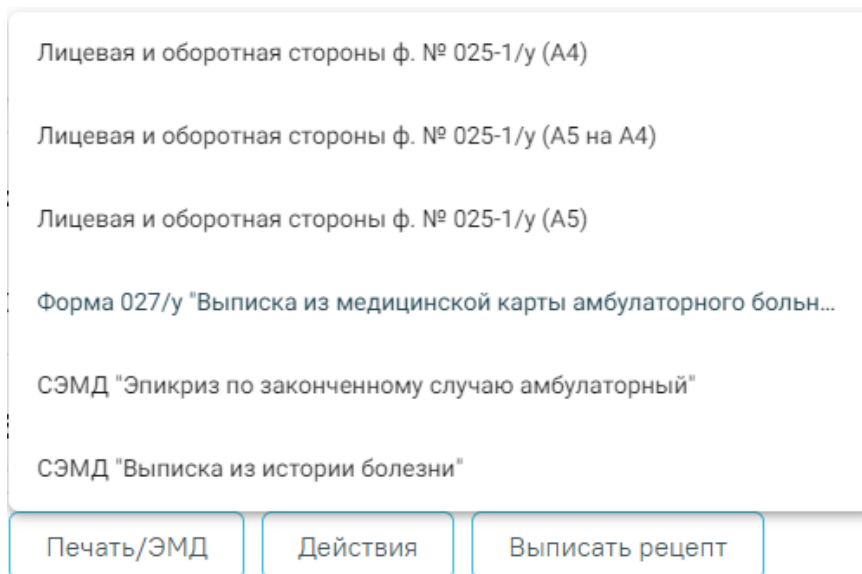 Лицевая и оборотная стороны ф. № 025-1/у (А4)
Лицевая и оборотная стороны ф. № 025-1/у (А5 на А4)
Лицевая и оборотная стороны ф. № 025-1/у (А5)
Форма 027/у "Выписка из медицинской карты амбулаторного больн...
СЭМД "Эпикриз по законченному случаю амбулаторный"
СЭМД "Выписка из истории болезни"
Печать/ЭМД Действия Выписать рецепт